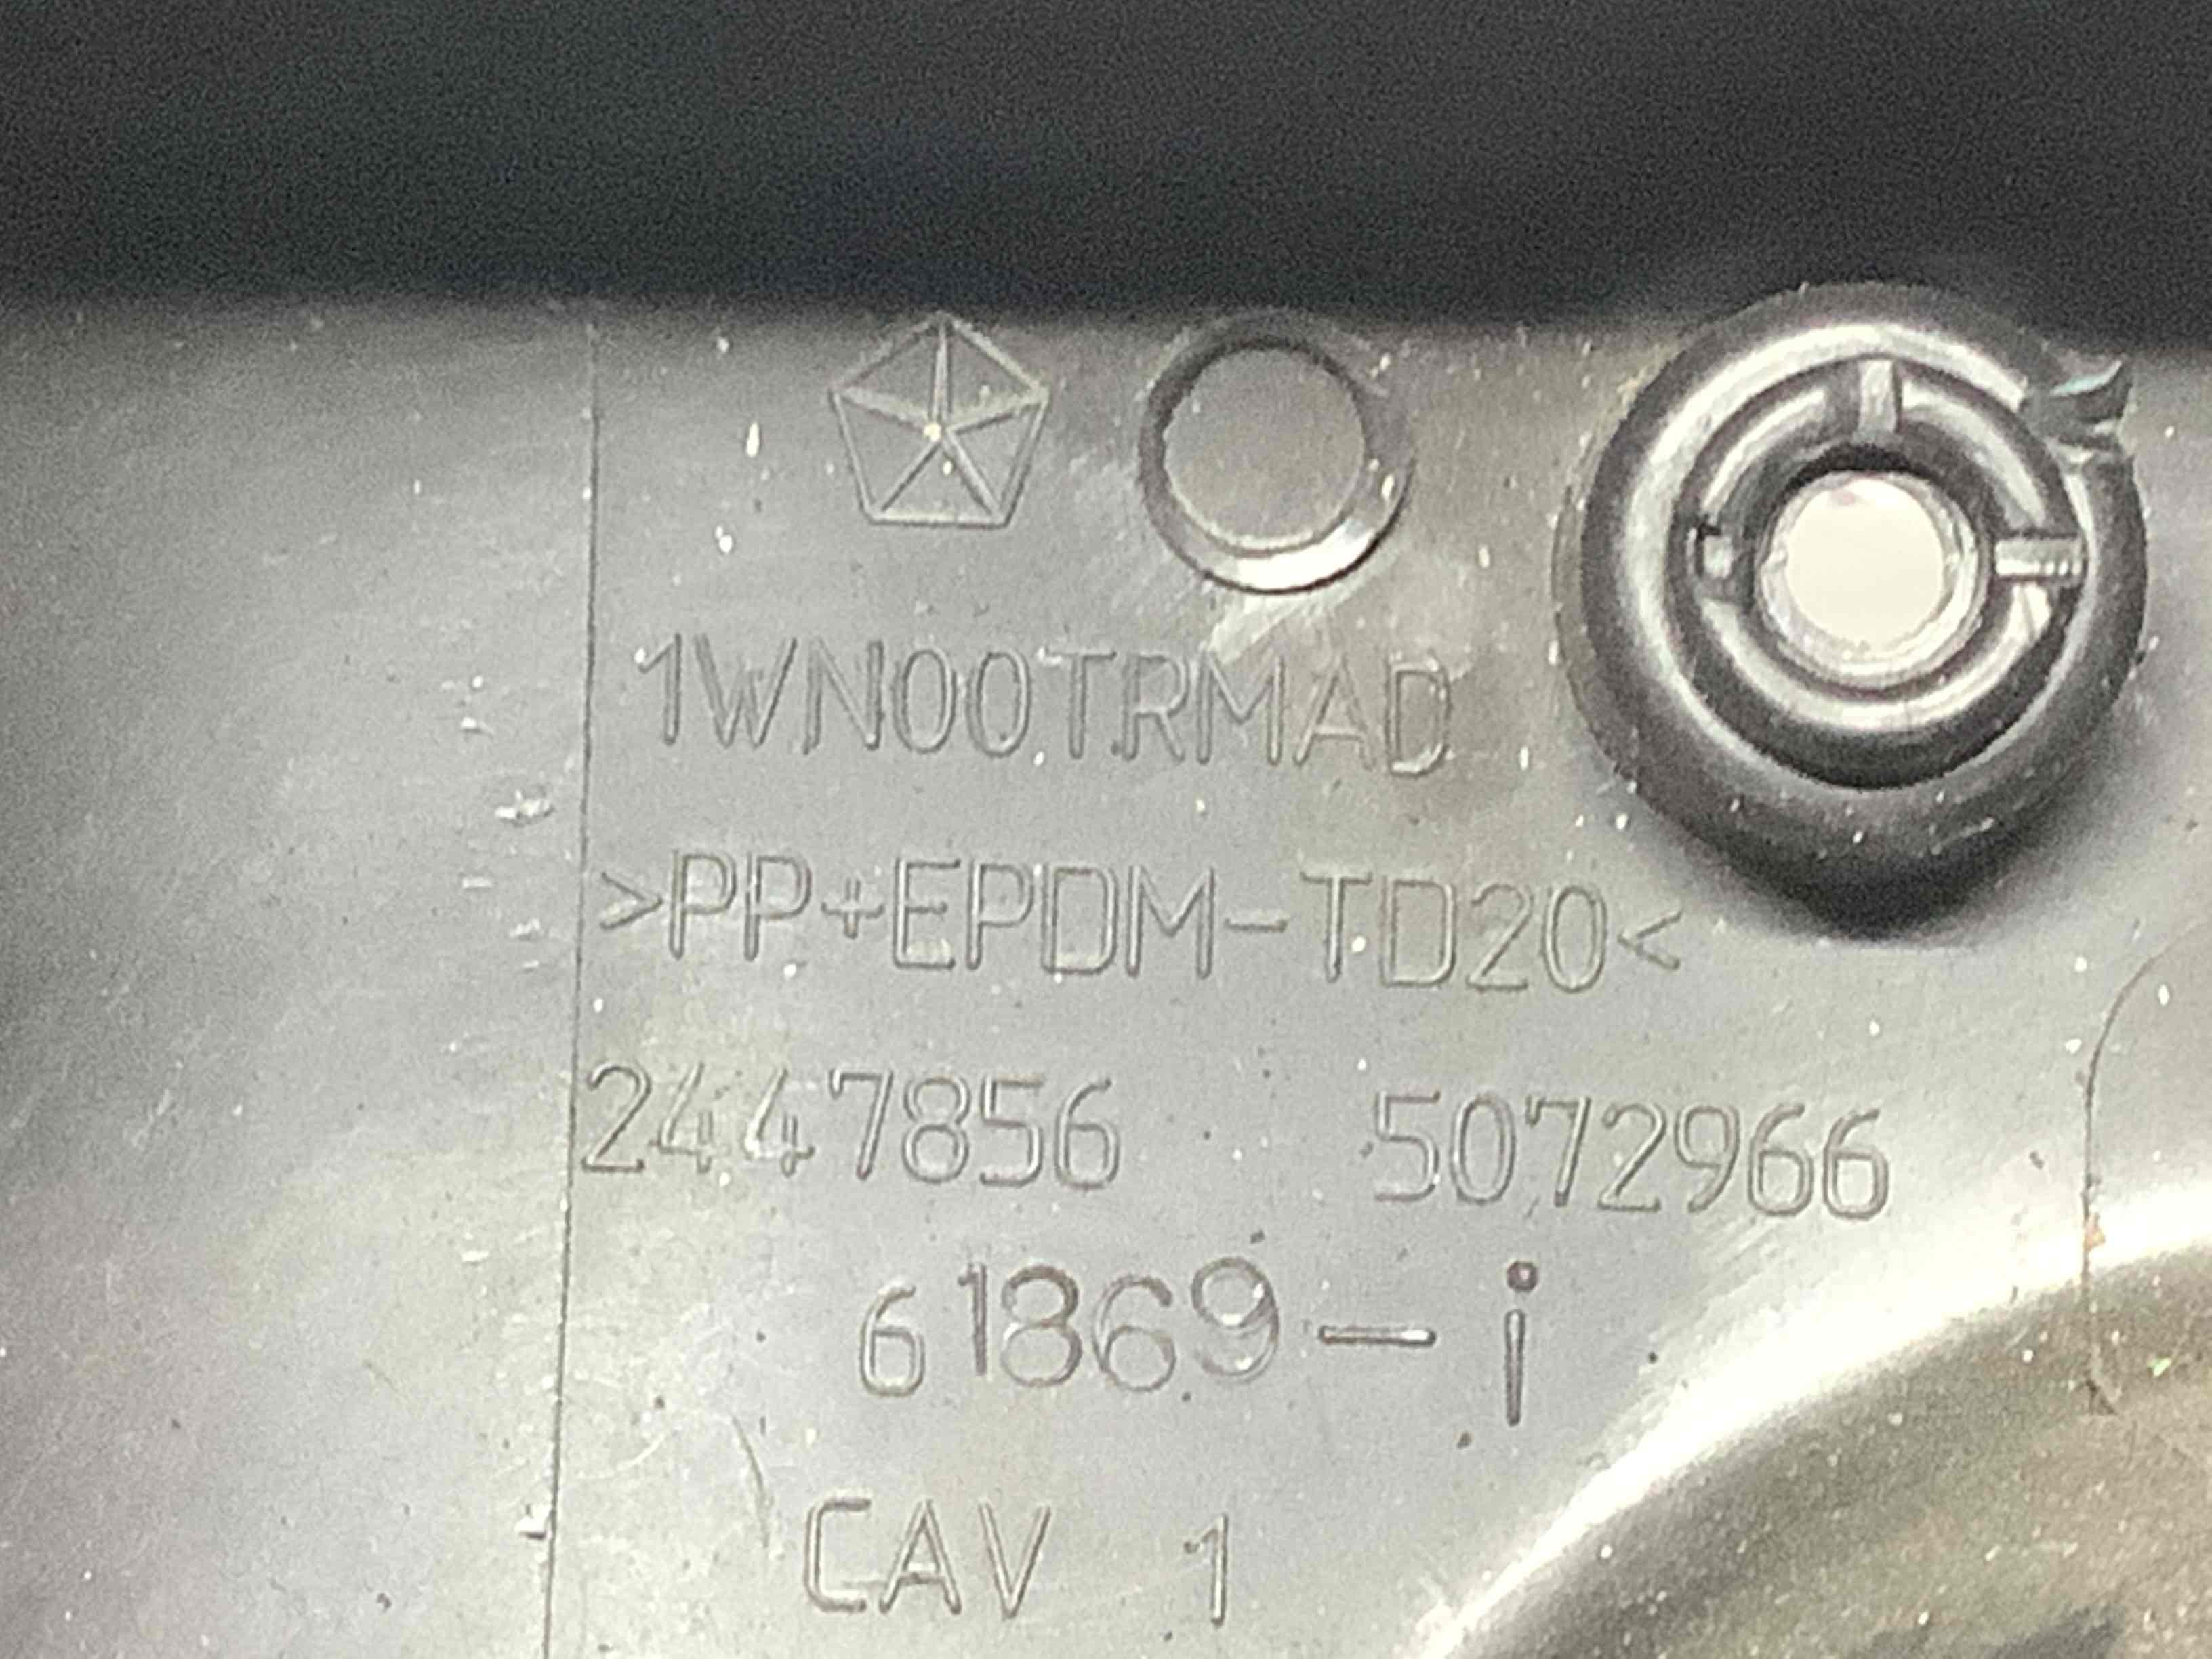 1WN00TRMAD
>PP+EPDM-TD20<
2447856 5072966
61869-i
CAV 1